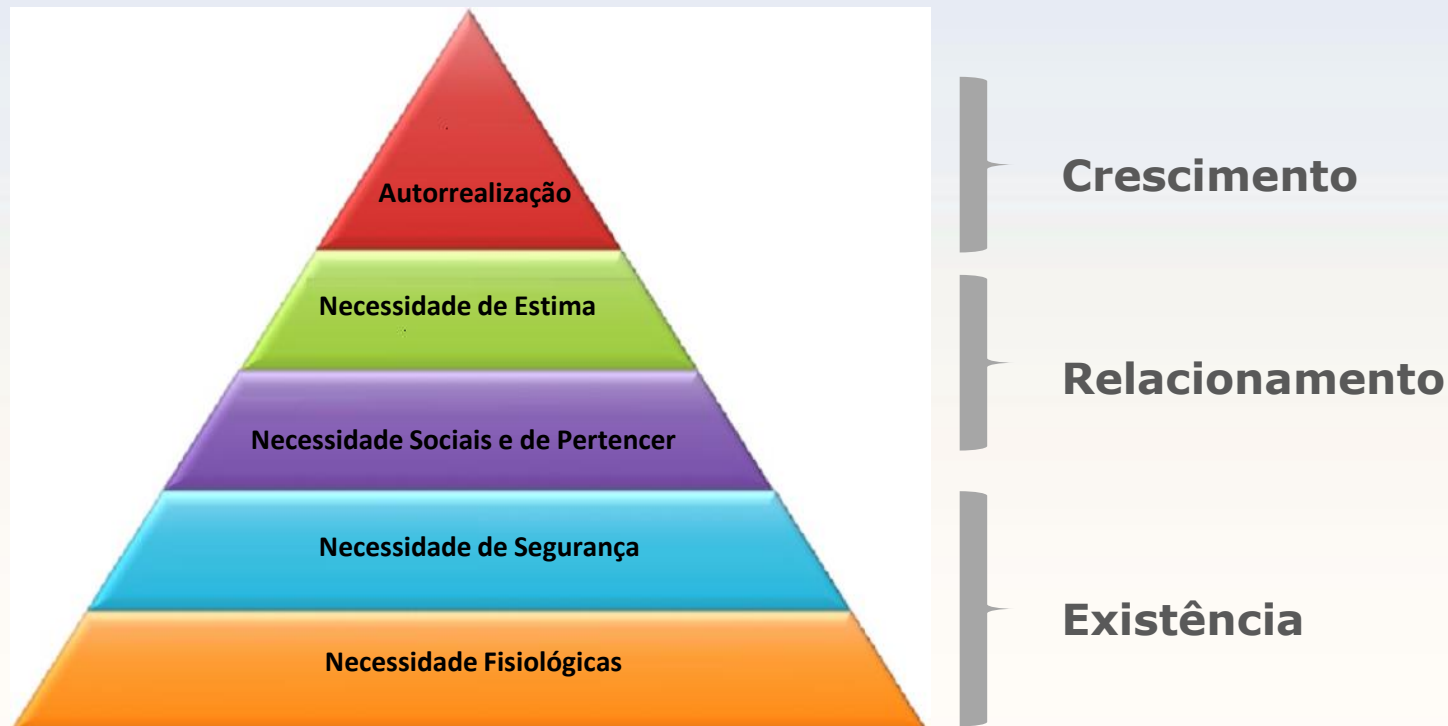 Autorrealização
Crescimento
Necessidade de Estima
Relacionamento
Necessidade Sociais e de Pertencer
Necessidade de Segurança
Existência
Necessidade Fisiológicas